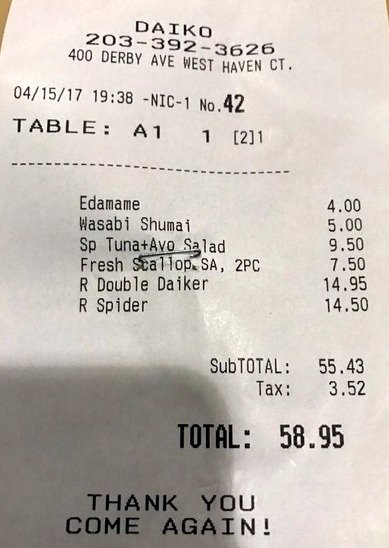 DAIKO
203-392-3626
400 DERBY AVE WEST HAVEN CT.
04/15/17 19:38 -NIC-1 No.42
TABLE: A1 1 [2]1
Edamame 4.00
Wasabi Shumai 5.00
Sp Tuna+Avo Salad 9.50
Fresh Scallop SA, 2PC 7.50
R Double Daiker 14.95
R Spider 14.50
SubTOTAL: 55.43
Tax: 3.52
TOTAL: 58.95
THANK YOU
COME AGAIN!